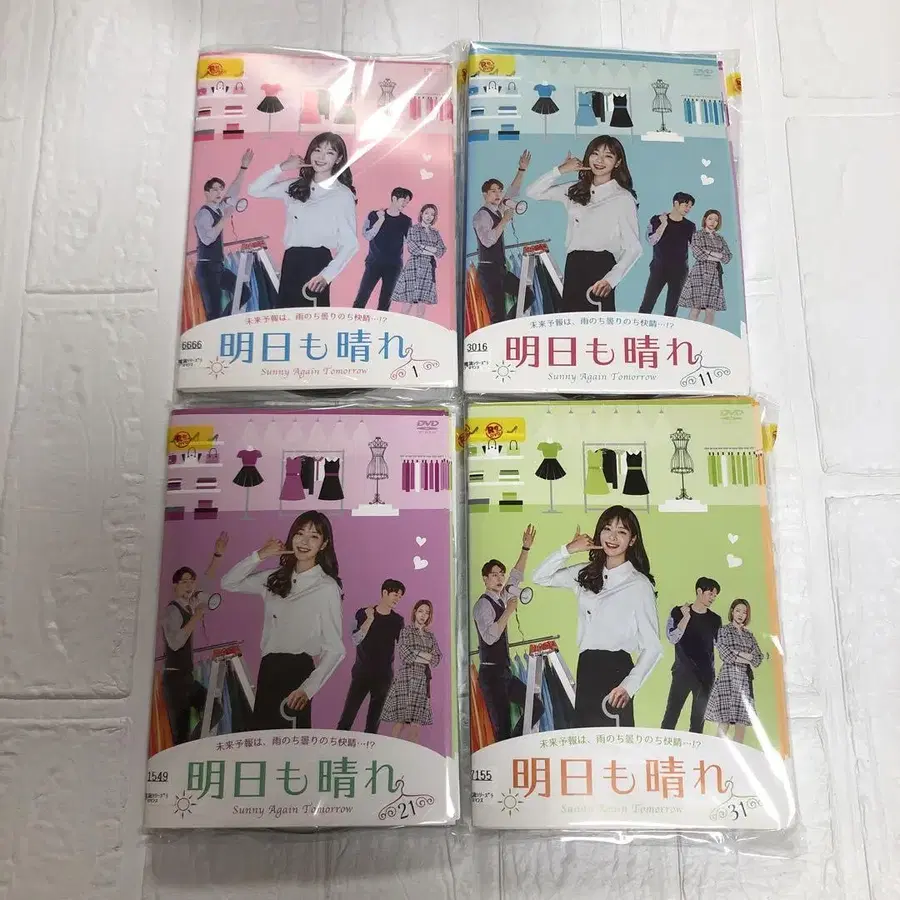 6666
未来予報は、雨のち曇りのち快晴…!?
明日も晴れ
Sunny Again Tomorrow
1
DVD
3016
未来予報は、雨のち曇りのち快晴…!?
明日も晴れ
Sunny Again Tomorrow
11
DVD
1549
未来予報は、雨のち曇りのち快晴…!?
明日も晴れ
Sunny Again Tomorrow
21
DVD
7155
未来予報は、雨のち曇りのち快晴…!?
明日も晴れ
Sunny Again Tomorrow
31